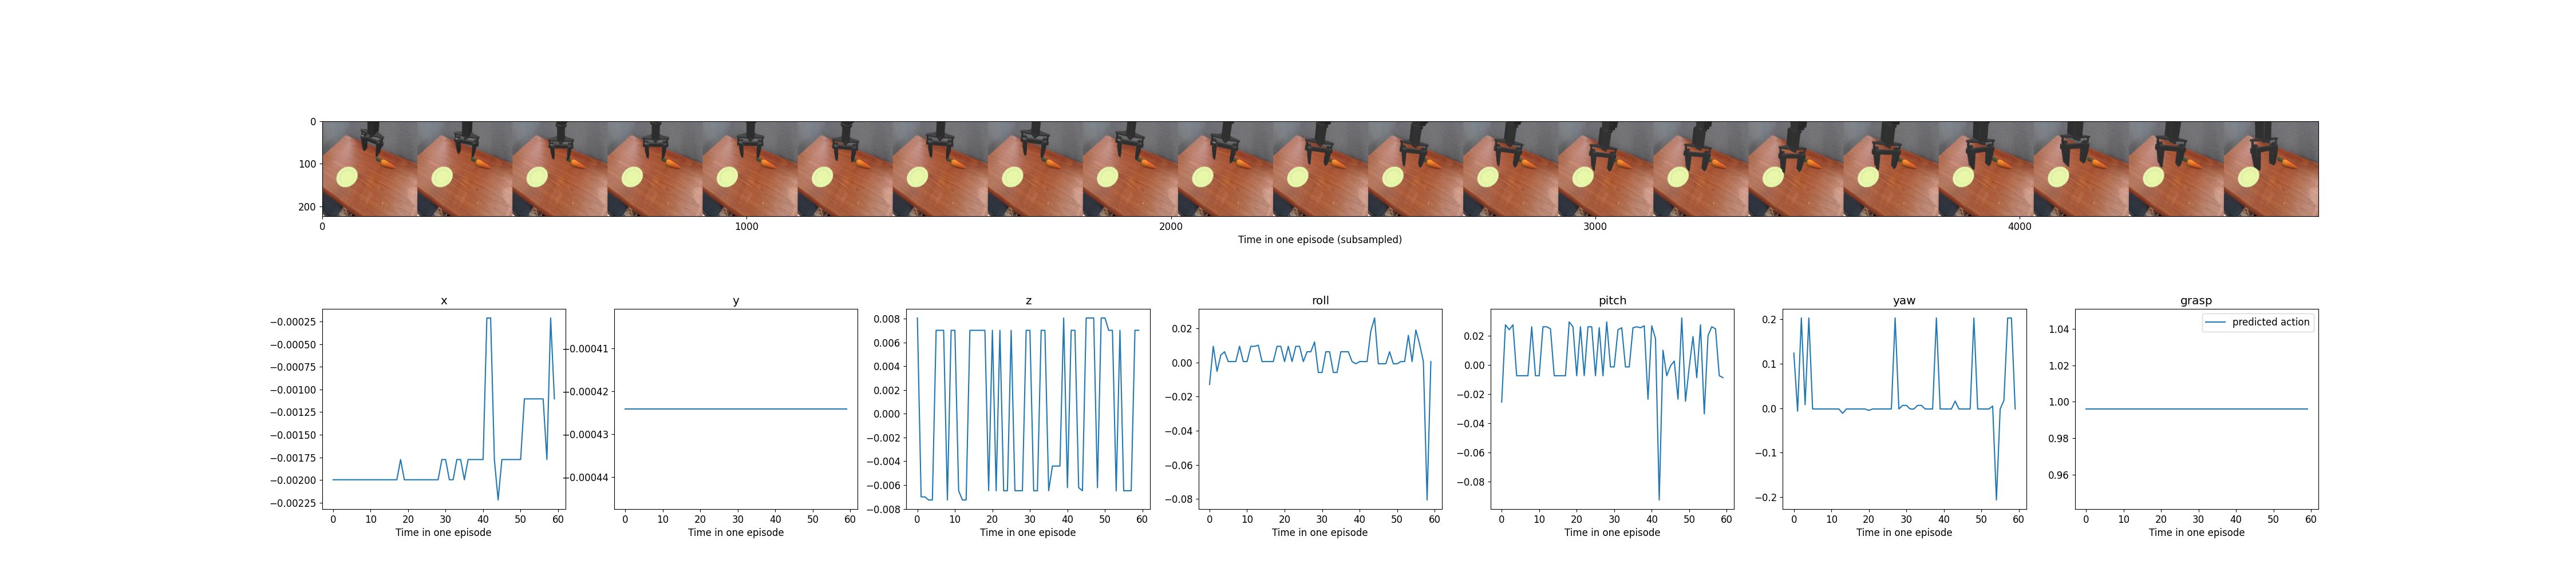 0
100
200
0 1000 2000 3000 4000
Time in one episode (subsampled)
x
−0.00025
−0.00050
−0.00075
−0.00100
−0.00125
−0.00150
−0.00175
−0.00200
−0.00225
0 10 20 30 40 50 60
Time in one episode
y
−0.00041
−0.00042
−0.00043
−0.00044
0 10 20 30 40 50 60
Time in one episode
z
0.008
0.006
0.004
0.002
0.000
−0.002
−0.004
−0.006
−0.008
0 10 20 30 40 50 60
Time in one episode
roll
0.02
0.00
−0.02
−0.04
−0.06
−0.08
0 10 20 30 40 50 60
Time in one episode
pitch
0.02
0.00
−0.02
−0.04
−0.06
−0.08
0 10 20 30 40 50 60
Time in one episode
yaw
0.2
0.1
0.0
−0.1
−0.2
0 10 20 30 40 50 60
Time in one episode
grasp
predicted action
1.04
1.02
1.00
0.98
0.96
0 10 20 30 40 50 60
Time in one episode